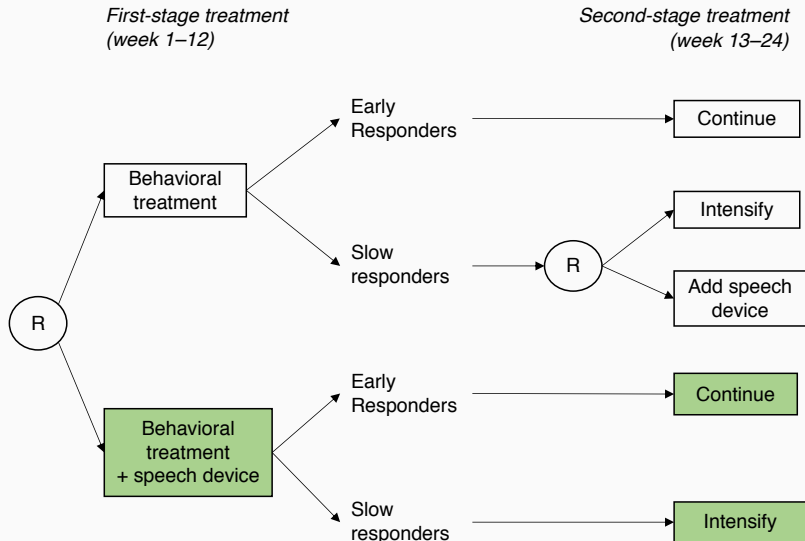 First-stage treatment
(week 1–12)
Second-stage treatment
(week 13–24)
Early
Responders
Continue
Behavioral
treatment
Intensify
Slow
responders
R
Add speech
device
R
Early
Responders
Continue
Behavioral
treatment
+ speech device
Slow
responders
Intensify